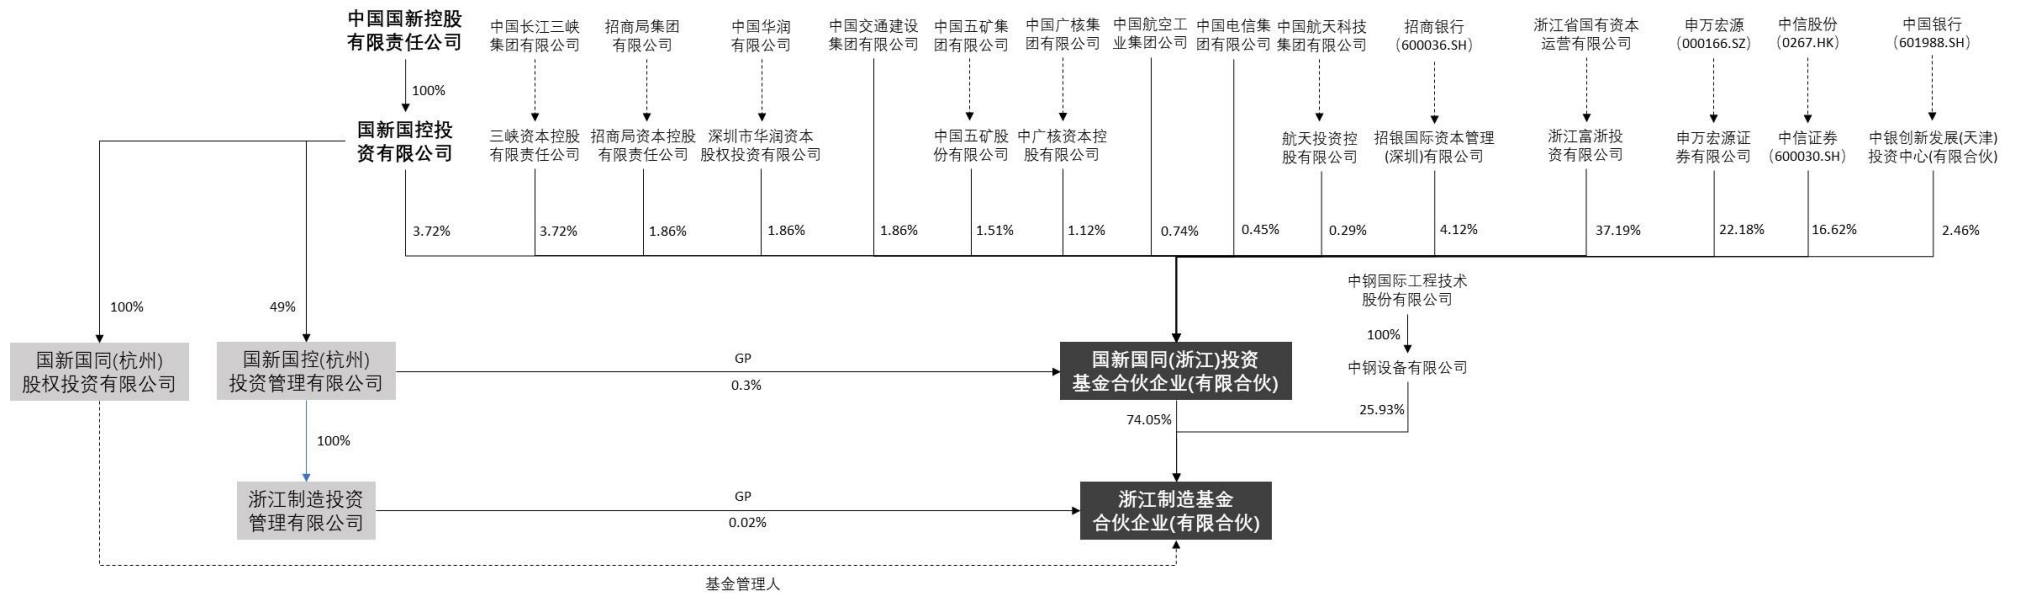 中国国新控股
有限责任公司
中国长江三峡
集团有限公司
招商局集团
有限公司
中国华润
有限公司
中国交通建设
集团有限公司
中国五矿集
团有限公司
中国广核集
团有限公司
中国航空工
业集团公司
中国电信集
团有限公司
中国航天科技
集团有限公司
招商银行
(600036.SH)
浙江省国有资本
运营有限公司
申万宏源
(000166.SZ)
中信股份
(0267.HK)
中国银行
(601988.SH)
100%
国新国控投
资有限公司
三峡资本控股
有限责任公司
招商局资本控股
有限责任公司
深圳市华润资本
股权投资有限公司
中国五矿股
份有限公司
中广核资本控
股有限公司
航天投资控
股有限公司
招银国际资本管理
(深圳)有限公司
浙江富浙投
资有限公司
申万宏源证
券有限公司
中信证券
(600030.SH)
中银创新发展(天津)
投资中心(有限合伙)
3.72%
3.72%
1.86%
1.86%
1.86%
1.51%
1.12%
0.74%
0.45%
0.29%
4.12%
37.19%
22.18%
16.62%
2.46%
中钢国际工程技术
股份有限公司
100%
49%
100%
国新国同(杭州)
股权投资有限公司
国新国控(杭州)
投资管理有限公司
GP
0.3%
国新国同(浙江)投资
基金合伙企业(有限合伙)
中钢设备有限公司
74.05%
25.93%
100%
浙江制造投资
管理有限公司
GP
0.02%
浙江制造基金
合伙企业(有限合伙)
基金管理人